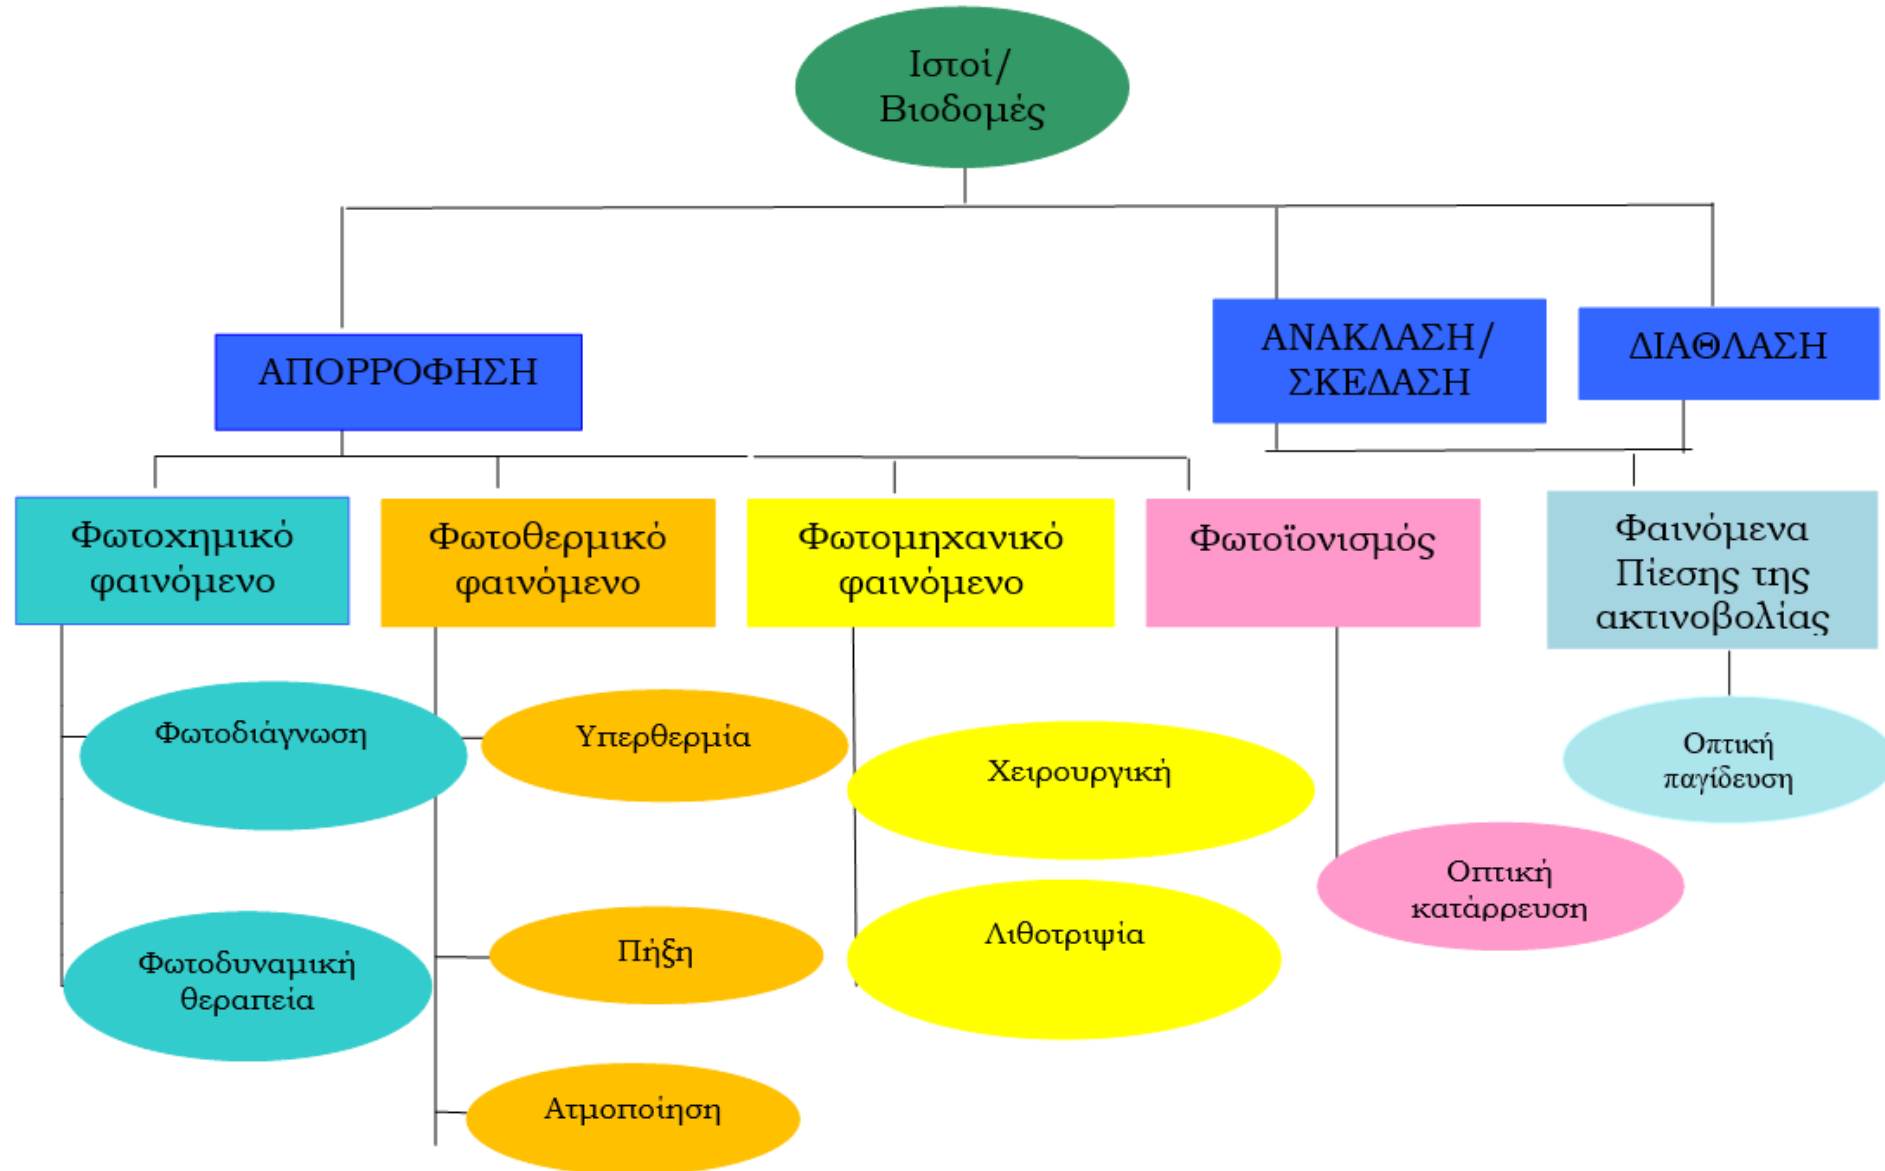 Ιστοί/
Βιοδομές
ΑΠΟΡΡΟΦΗΣΗ
ΑΝΑΚΛΑΣΗ/
ΣΚΕΔΑΣΗ
ΔΙΑΘΛΑΣΗ
Φωτοχημικό
φαινόμενο
Φωτοθερμικό
φαινόμενο
Φωτομηχανικό
φαινόμενο
Φωτοϊονισμός
Φαινόμενα
Πίεσης της
ακτινοβολίας
Φωτοδιάγνωση
Υπερθερμία
Χειρουργική
Οπτική
παγίδευση
Οπτική
κατάρρευση
Φωτοδυναμική
θεραπεία
Πήξη
Λιθοτριψία
Ατμοποίηση